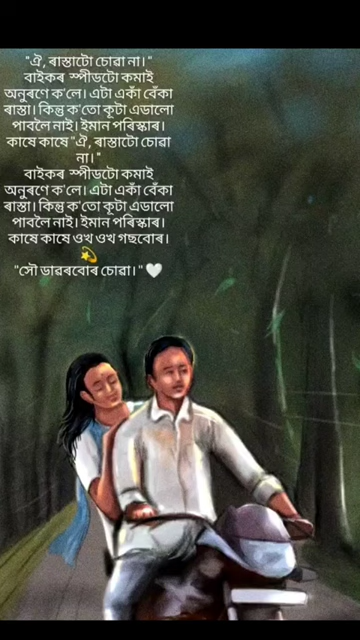 "ঐ, ৰাস্তাটো চোৱা না।"
বাইকৰ স্পীডটো কমাই
অনুৰণে ক'লে। এটা একাঁ বেঁকা
ৰাস্তা। কিন্তু ক'তো কূটা এডালো
পাবলৈ নাই। ইমান পৰিস্কাৰ।
কাষে কাষে "ঐ, ৰাস্তাটো চোৱা
না।"
বাইকৰ স্পীডটো কমাই
অনুৰণে ক'লে। এটা একাঁ বেঁকা
ৰাস্তা। কিন্তু ক'তো কূটা এডালো
পাবলৈ নাই। ইমান পৰিস্কাৰ।
কাষে কাষে ওখ ওখ গছবোৰ।
💫
"সৌ ডাৱৰবোৰ চোৱা।" 🤍